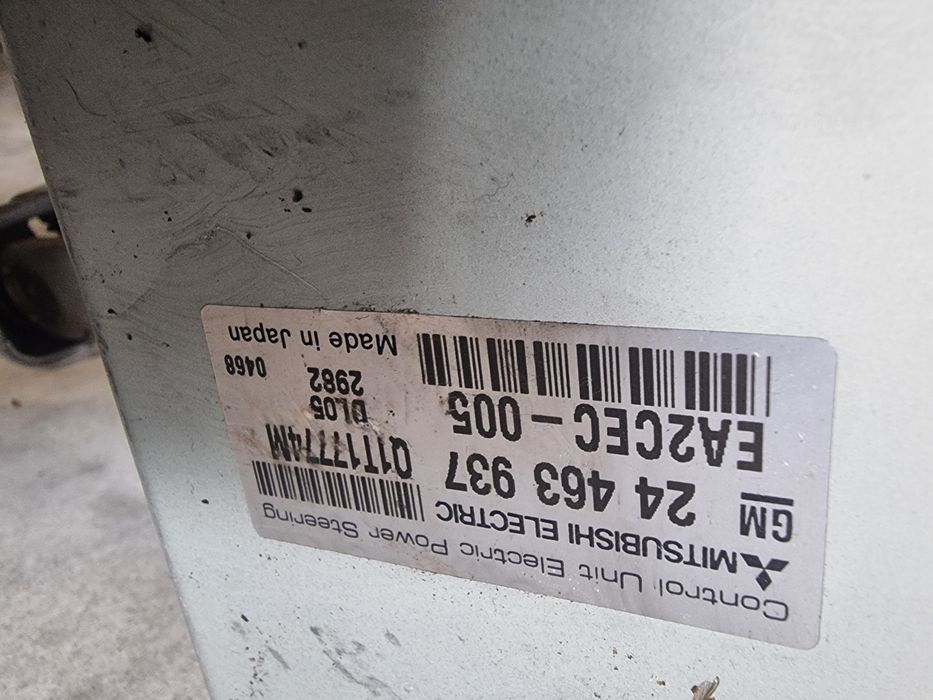 Control Unit Electric Power Steering
MITSUBISHI ELECTRIC
GM 24 463 937
EA2CEC-005
Q1T17774M
DL05
2982
0468
Made in Japan